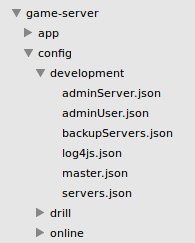 game-server
app
config
development
adminServer.json
adminUser.json
backupServers.json
log4js.json
master.json
servers.json
drill
online